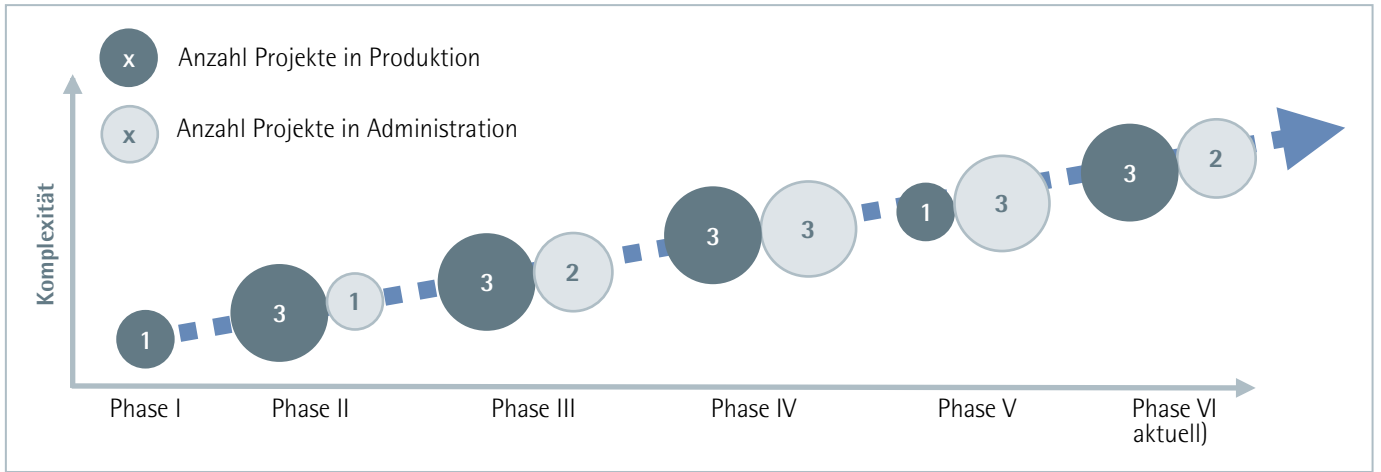 x Anzahl Projekte in Produktion
x Anzahl Projekte in Administration
Komplexität
1
3
1
3
2
3
3
1
3
3
2
Phase I
Phase II
Phase III
Phase IV
Phase V
Phase VI
aktuell)